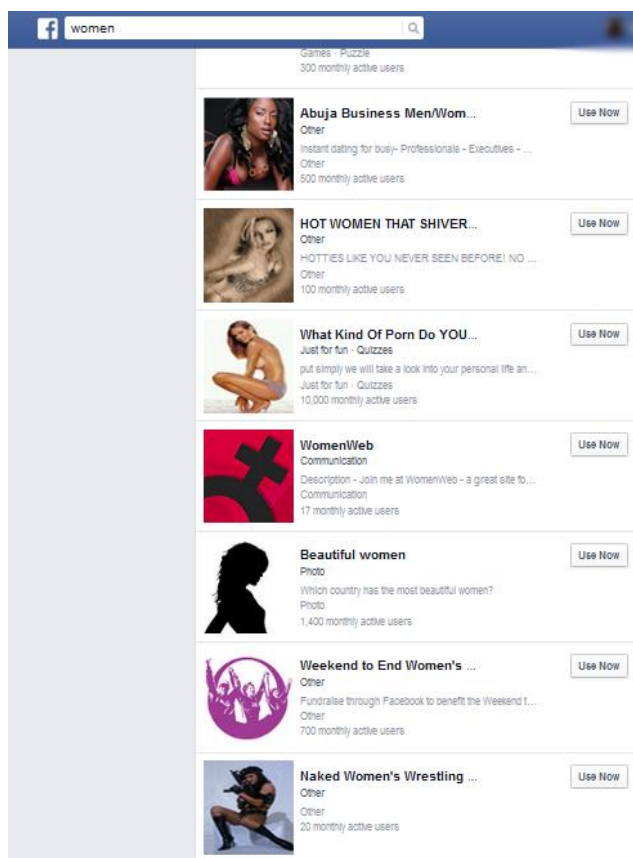 f
women
Games · Puzzle
300 monthly active users
Abuja Business Men/Wom...
Use Now
Other
Instant dating for busy- Professionals - Executives - ...
Other
500 monthly active users
HOT WOMEN THAT SHIVER...
Use Now
Other
HOTTIES LIKE YOU NEVER SEEN BEFORE! NO ...
Other
100 monthly active users
What Kind Of Porn Do YOU...
Use Now
Just for fun · Quizzes
put simply we will take a look into your personal life an...
Just for fun · Quizzes
10,000 monthly active users
WomenWeb
Use Now
Communication
Description - Join me at WomenWeb - a great site fo...
Communication
17 monthly active users
Beautiful women
Use Now
Photo
Which country has the most beautiful women?
Photo
1,400 monthly active users
Weekend to End Women's ...
Use Now
Other
Fundraise through Facebook to benefit the Weekend t...
Other
700 monthly active users
Naked Women's Wrestling ...
Use Now
Other
Other
20 monthly active users